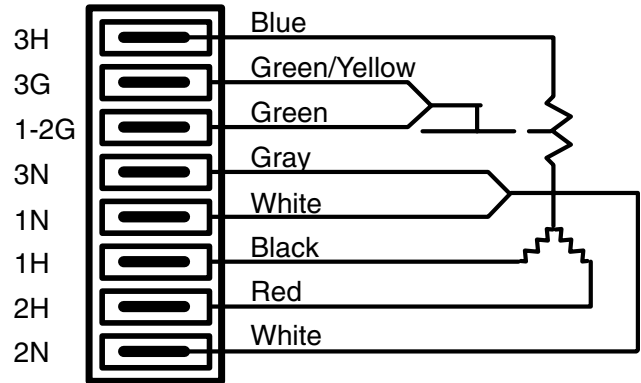 3H Blue
3G Green/Yellow
1-2G Green
3N Gray
1N White
1H Black
2H Red
2N White